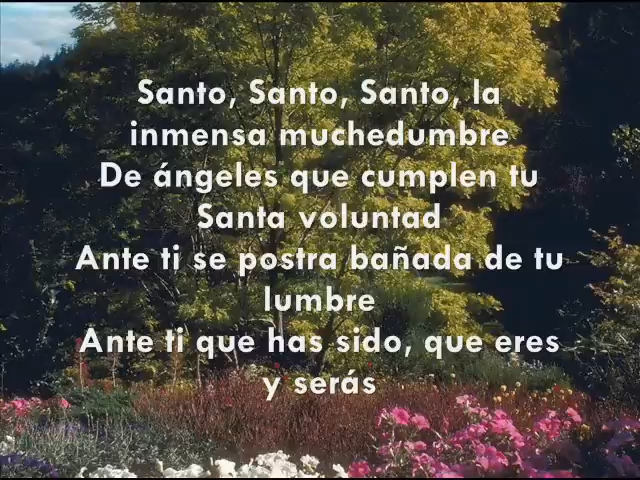 Santo, Santo, Santo, la
inmensa muchedumbre
De ángeles que cumplen tu
Santa voluntad
Ante ti se postra bañada de tu
lumbre
Ante ti que has sido, que eres
y serás